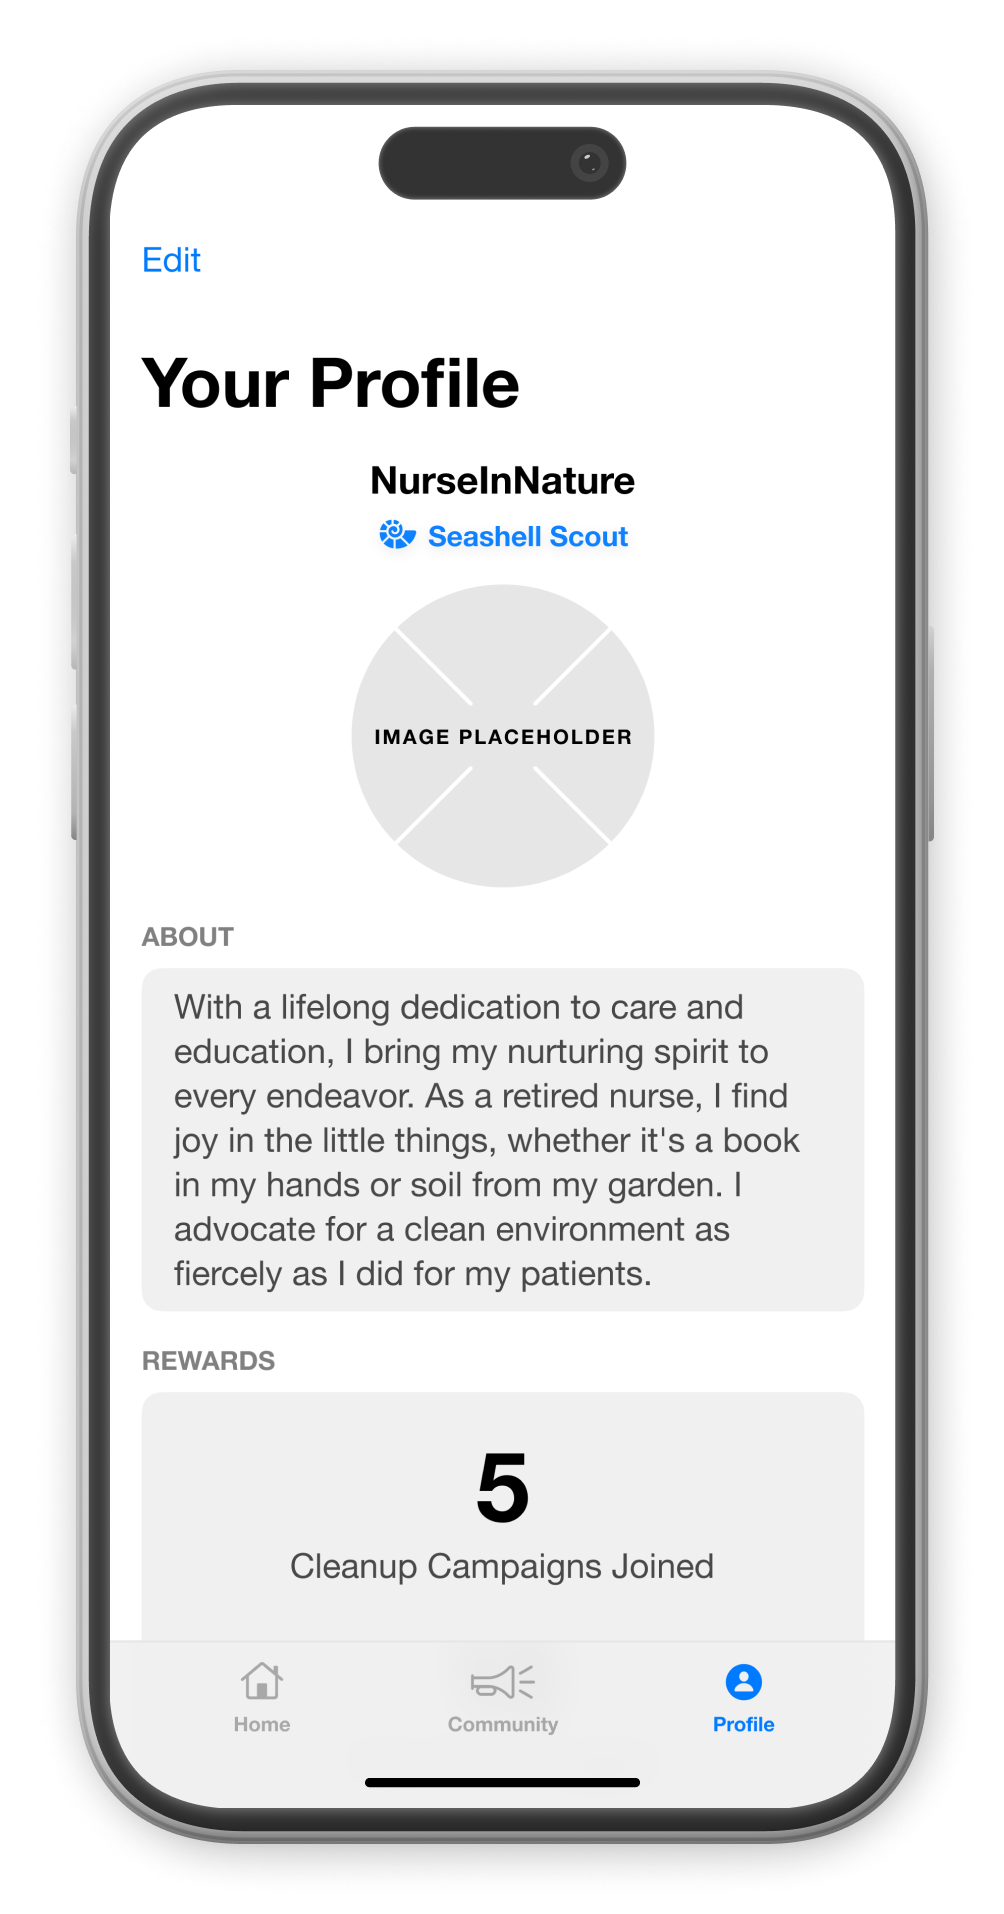 Edit
Your Profile
NurseInNature
Seashell Scout
IMAGE PLACEHOLDER
ABOUT
With a lifelong dedication to care and
education, I bring my nurturing spirit to
every endeavor. As a retired nurse, I find
joy in the little things, whether it's a book
in my hands or soil from my garden. I
advocate for a clean environment as
fiercely as I did for my patients.
REWARDS
5
Cleanup Campaigns Joined
Home
Community
Profile